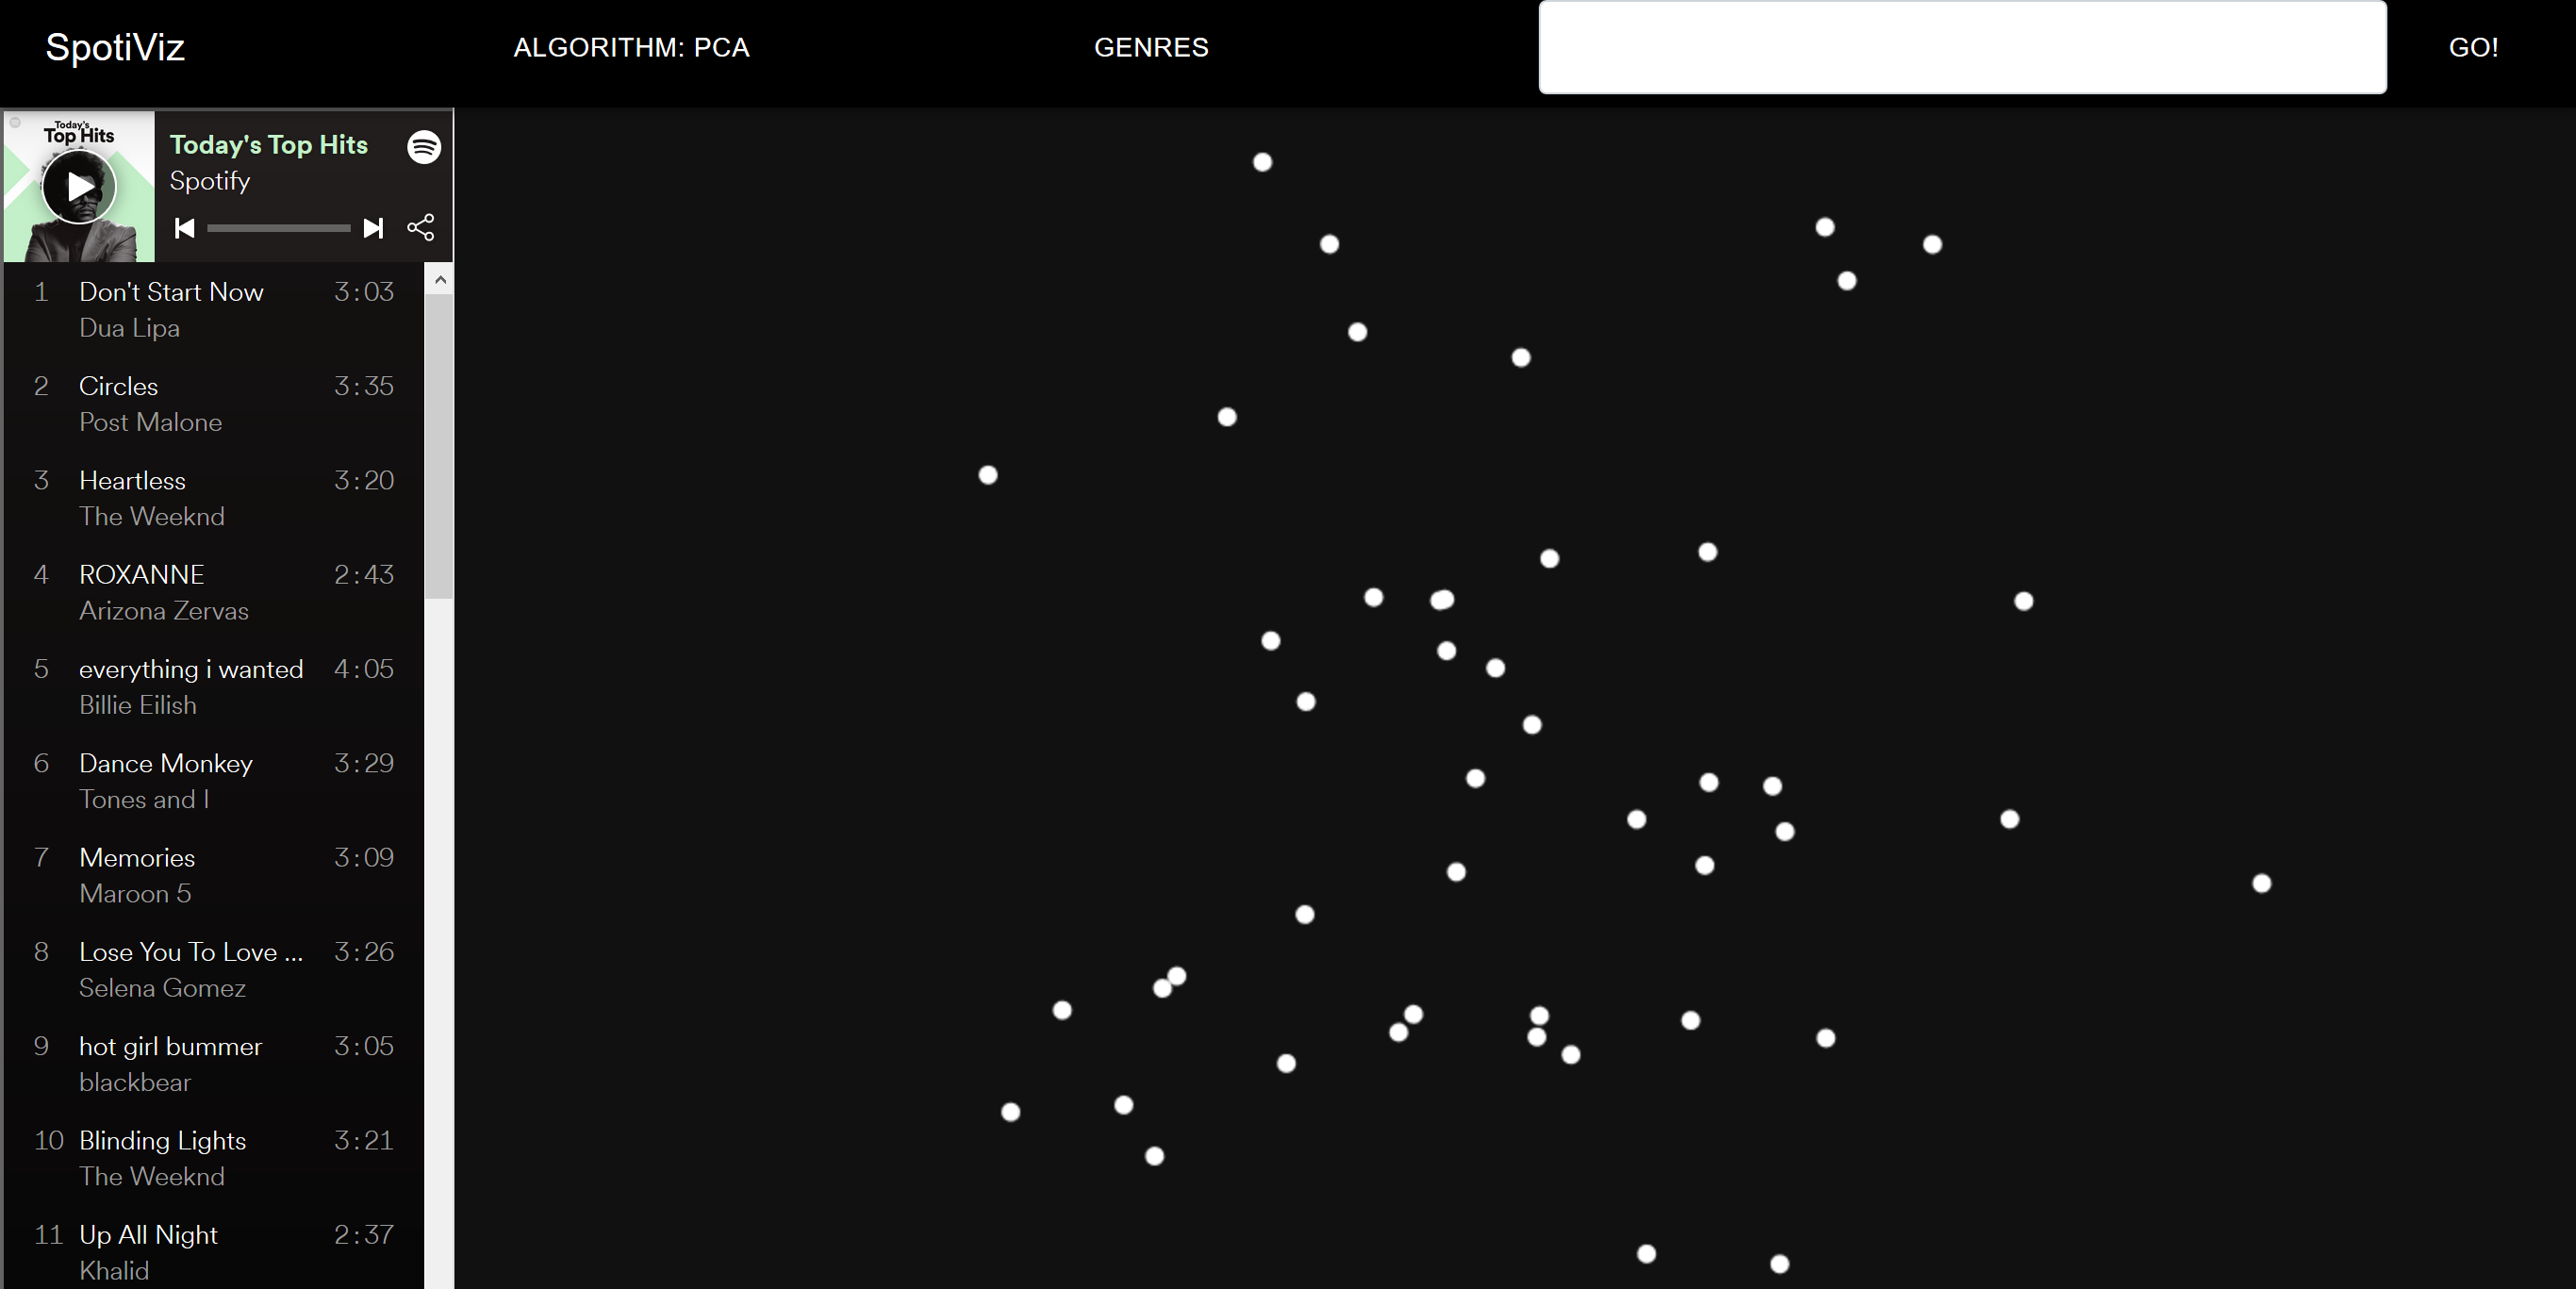 SpotiViz
ALGORITHM: PCA
GENRES
GO!
Today's
Top Hits
Today's Top Hits
Spotify
1 Don't Start Now 3:03
Dua Lipa
2 Circles 3:35
Post Malone
3 Heartless 3:20
The Weeknd
4 ROXANNE 2:43
Arizona Zervas
5 everything i wanted 4:05
Billie Eilish
6 Dance Monkey 3:29
Tones and I
7 Memories 3:09
Maroon 5
8 Lose You To Love ... 3:26
Selena Gomez
9 hot girl bummer 3:05
blackbear
10 Blinding Lights 3:21
The Weeknd
11 Up All Night 2:37
Khalid